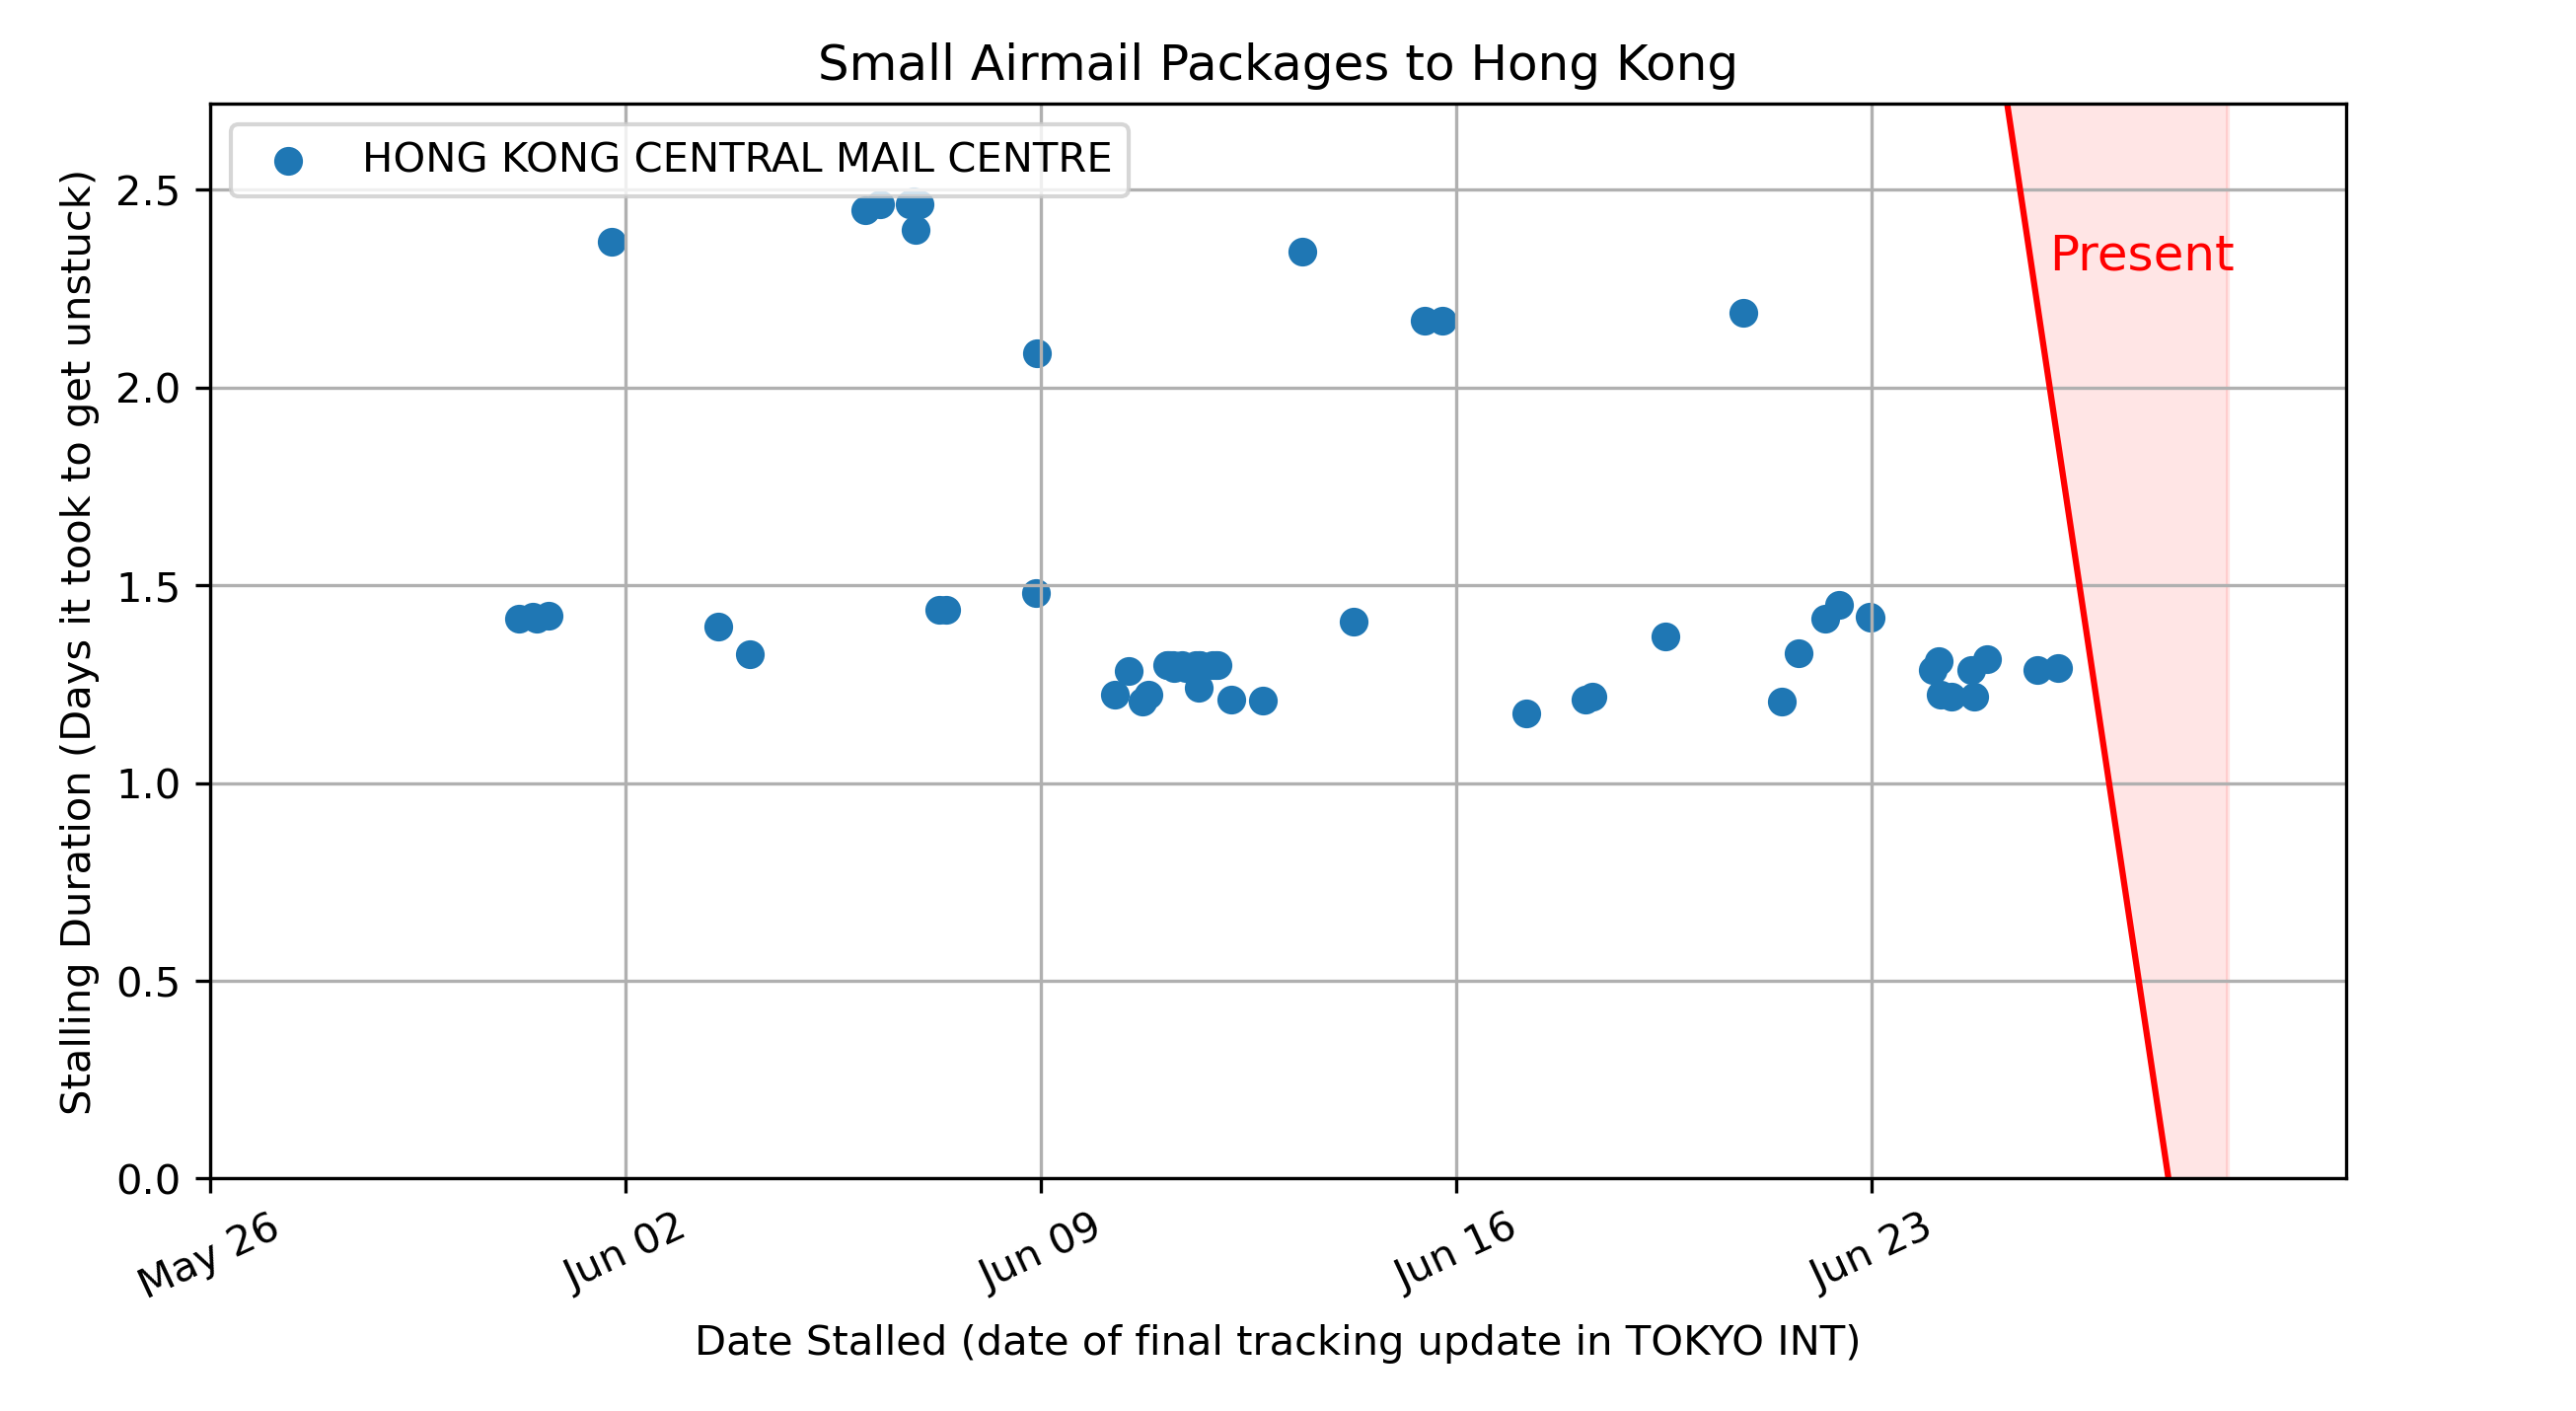 Small Airmail Packages to Hong Kong
HONG KONG CENTRAL MAIL CENTRE
Present
Stalling Duration (Days it took to get unstuck)
2.5
2.0
1.5
1.0
0.5
0.0
May 26
Jun 02
Jun 09
Jun 16
Jun 23
Date Stalled (date of final tracking update in TOKYO INT)